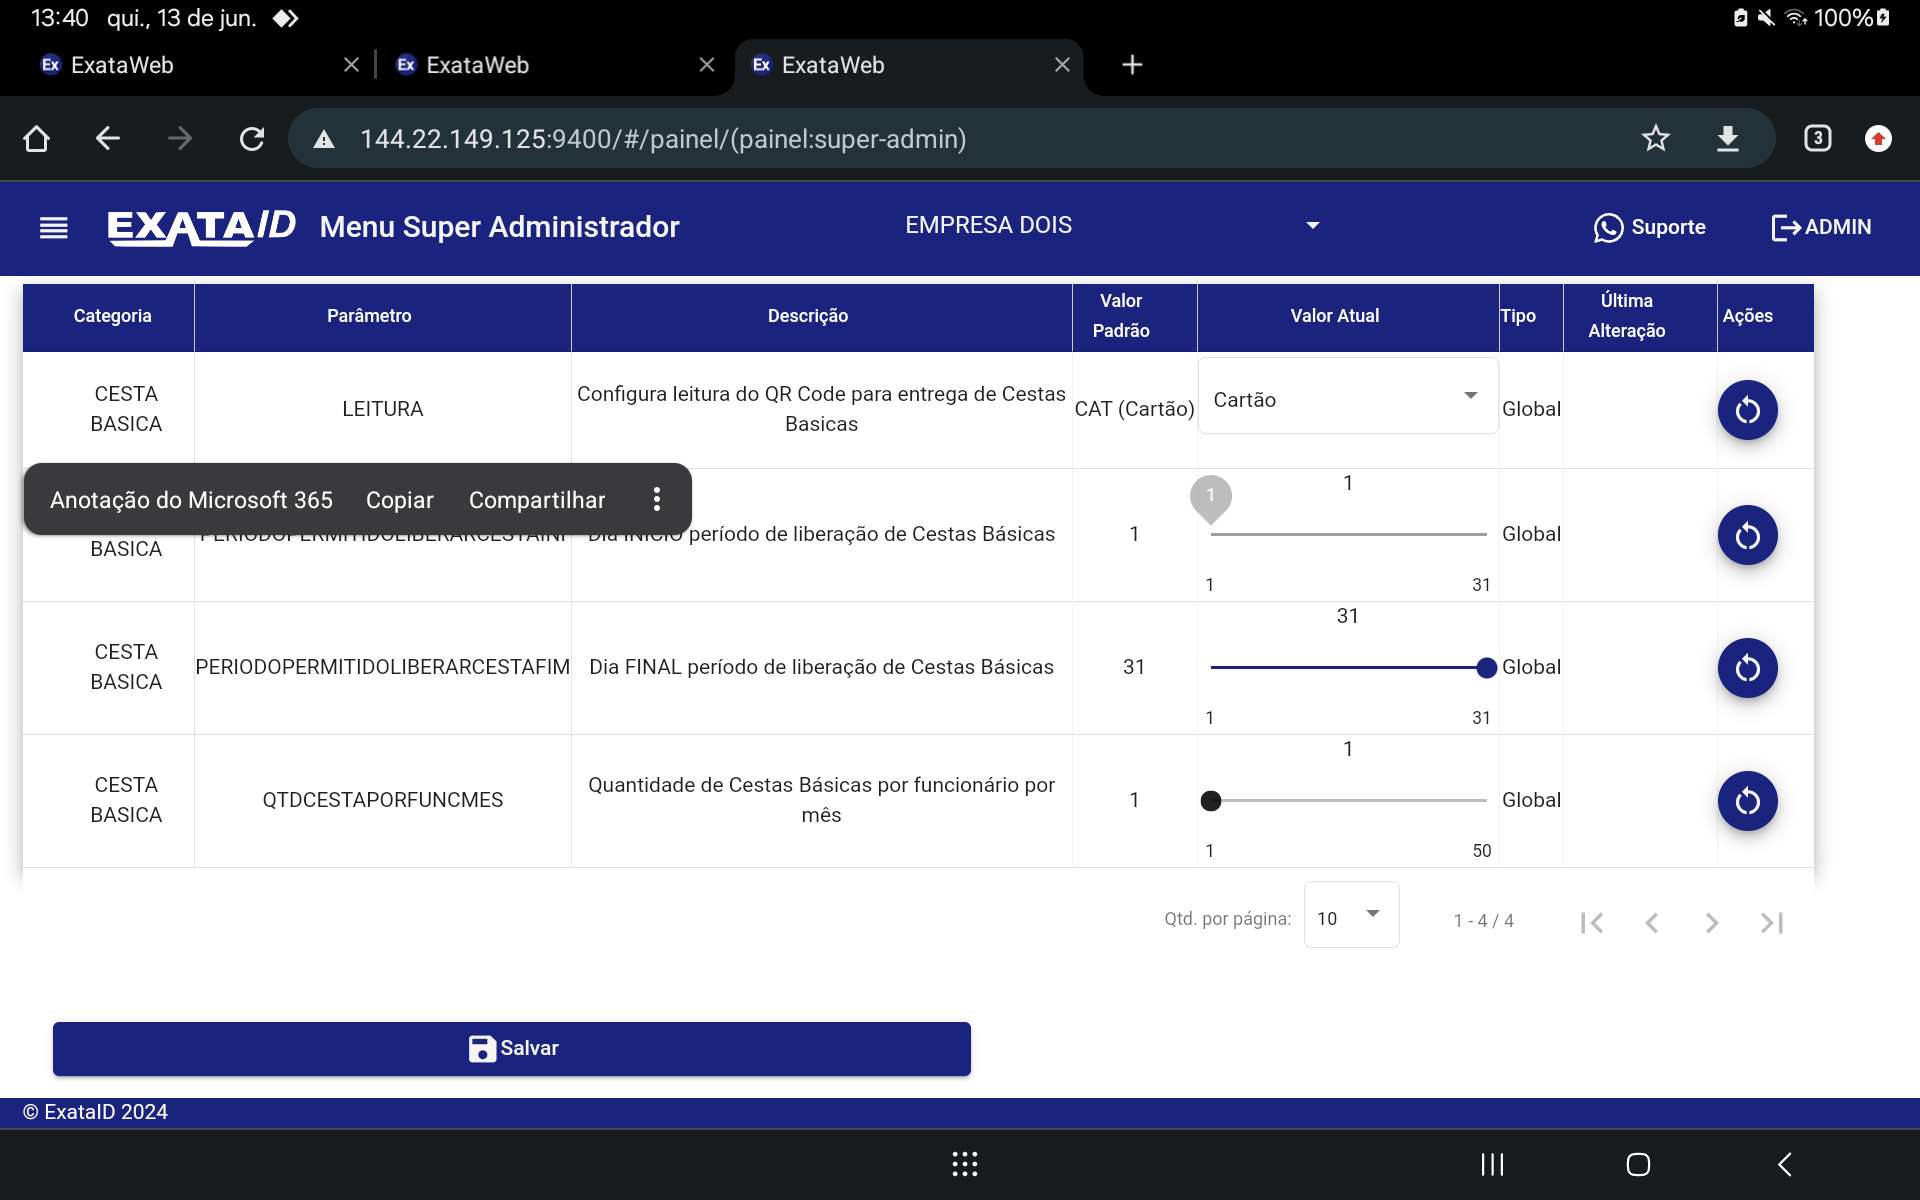 13:40 qui., 13 de jun. 100%
Ex ExataWeb
Ex ExataWeb
Ex ExataWeb
144.22.149.125:9400/#/painel/(painel:super-admin)
3
EXATAID Menu Super Administrador EMPRESA DOIS Suporte ADMIN
Categoria Parâmetro Descrição Valor Padrão Valor Atual Tipo Última Alteração Ações
CESTA BASICA LEITURA Configura leitura do QR Code para entrega de Cestas Basicas CAT (Cartão) Cartão Global
Anotação do Microsoft 365 Copiar Compartilhar
BASICA período de liberação de Cestas Básicas 1 1 1 1 31 Global
CESTA BASICA PERIODOPERMITIDOLIBERARCESTAFIM Dia FINAL período de liberação de Cestas Básicas 31 31 1 31 Global
CESTA BASICA QTDCESTAPORFUNCMES Quantidade de Cestas Básicas por funcionário por mês 1 1 1 50 Global
Qtd. por página: 10 1 - 4 / 4
Salvar
© ExataID 2024